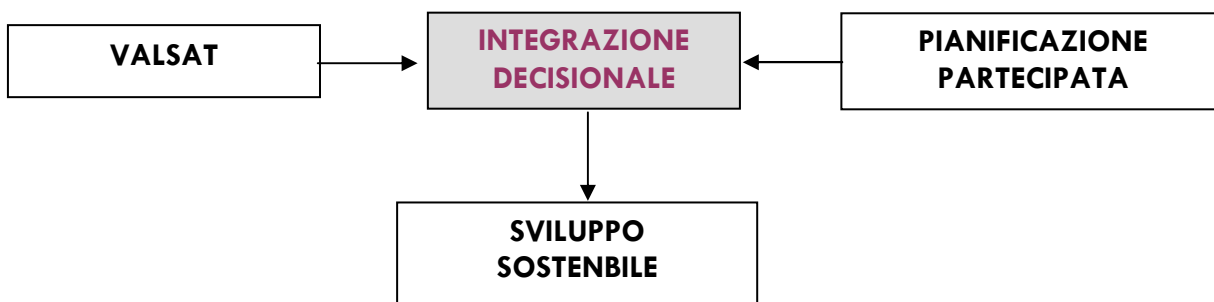 VALSAT
INTEGRAZIONE
DECISIONALE
PIANIFICAZIONE
PARTECIPATA
SVILUPPO
SOSTENBILE